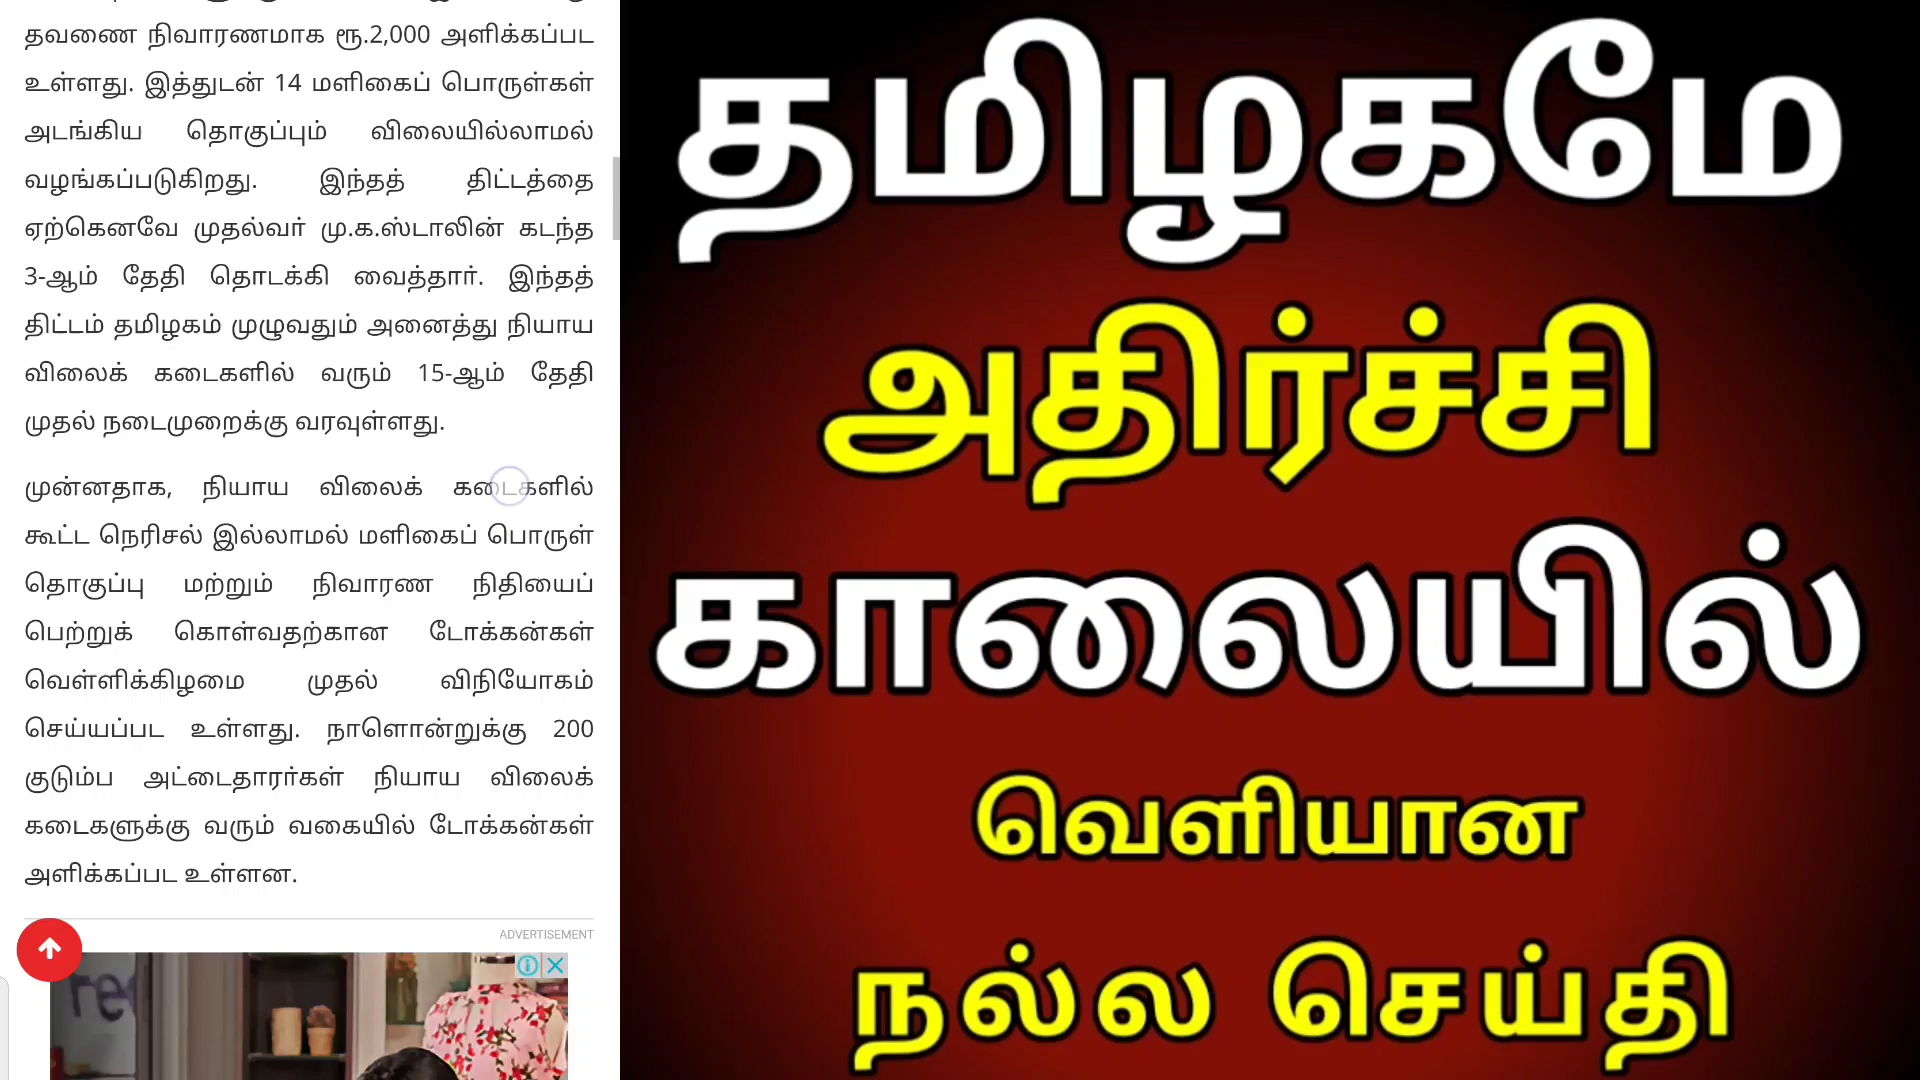 தவணை நிவாரணமாக ரூ.2,000 அளிக்கப்பட
உள்ளது. இத்துடன் 14 மளிகைப் பொருள்கள்
அடங்கிய தொகுப்பும் விலையில்லாமல்
வழங்கப்படுகிறது. இந்தத் திட்டத்தை
ஏற்கெனவே முதல்வர் மு.க.ஸ்டாலின் கடந்த
3-ஆம் தேதி தொடக்கி வைத்தார். இந்தத்
திட்டம் தமிழகம் முழுவதும் அனைத்து நியாய
விலைக் கடைகளில் வரும் 15-ஆம் தேதி
முதல் நடைமுறைக்கு வரவுள்ளது.
முன்னதாக, நியாய விலைக் கடைகளில்
கூட்ட நெரிசல் இல்லாமல் மளிகைப் பொருள்
தொகுப்பு மற்றும் நிவாரண நிதியைப்
பெற்றுக் கொள்வதற்கான டோக்கன்கள்
வெள்ளிக்கிழமை முதல் விநியோகம்
செய்யப்பட உள்ளது. நாளொன்றுக்கு 200
குடும்ப அட்டைதாரர்கள் நியாய விலைக்
கடைகளுக்கு வரும் வகையில் டோக்கன்கள்
அளிக்கப்பட உள்ளன.
ADVERTISEMENT
தமிழகமே
அதிர்ச்சி
காலையில்
வெளியான
நல்ல செய்தி